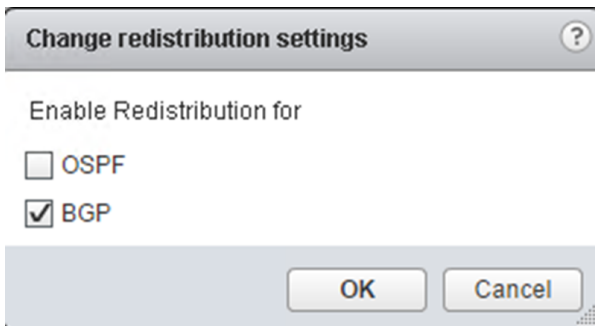 Change redistribution settings ?
Enable Redistribution for
OSPF
BGP
OK Cancel